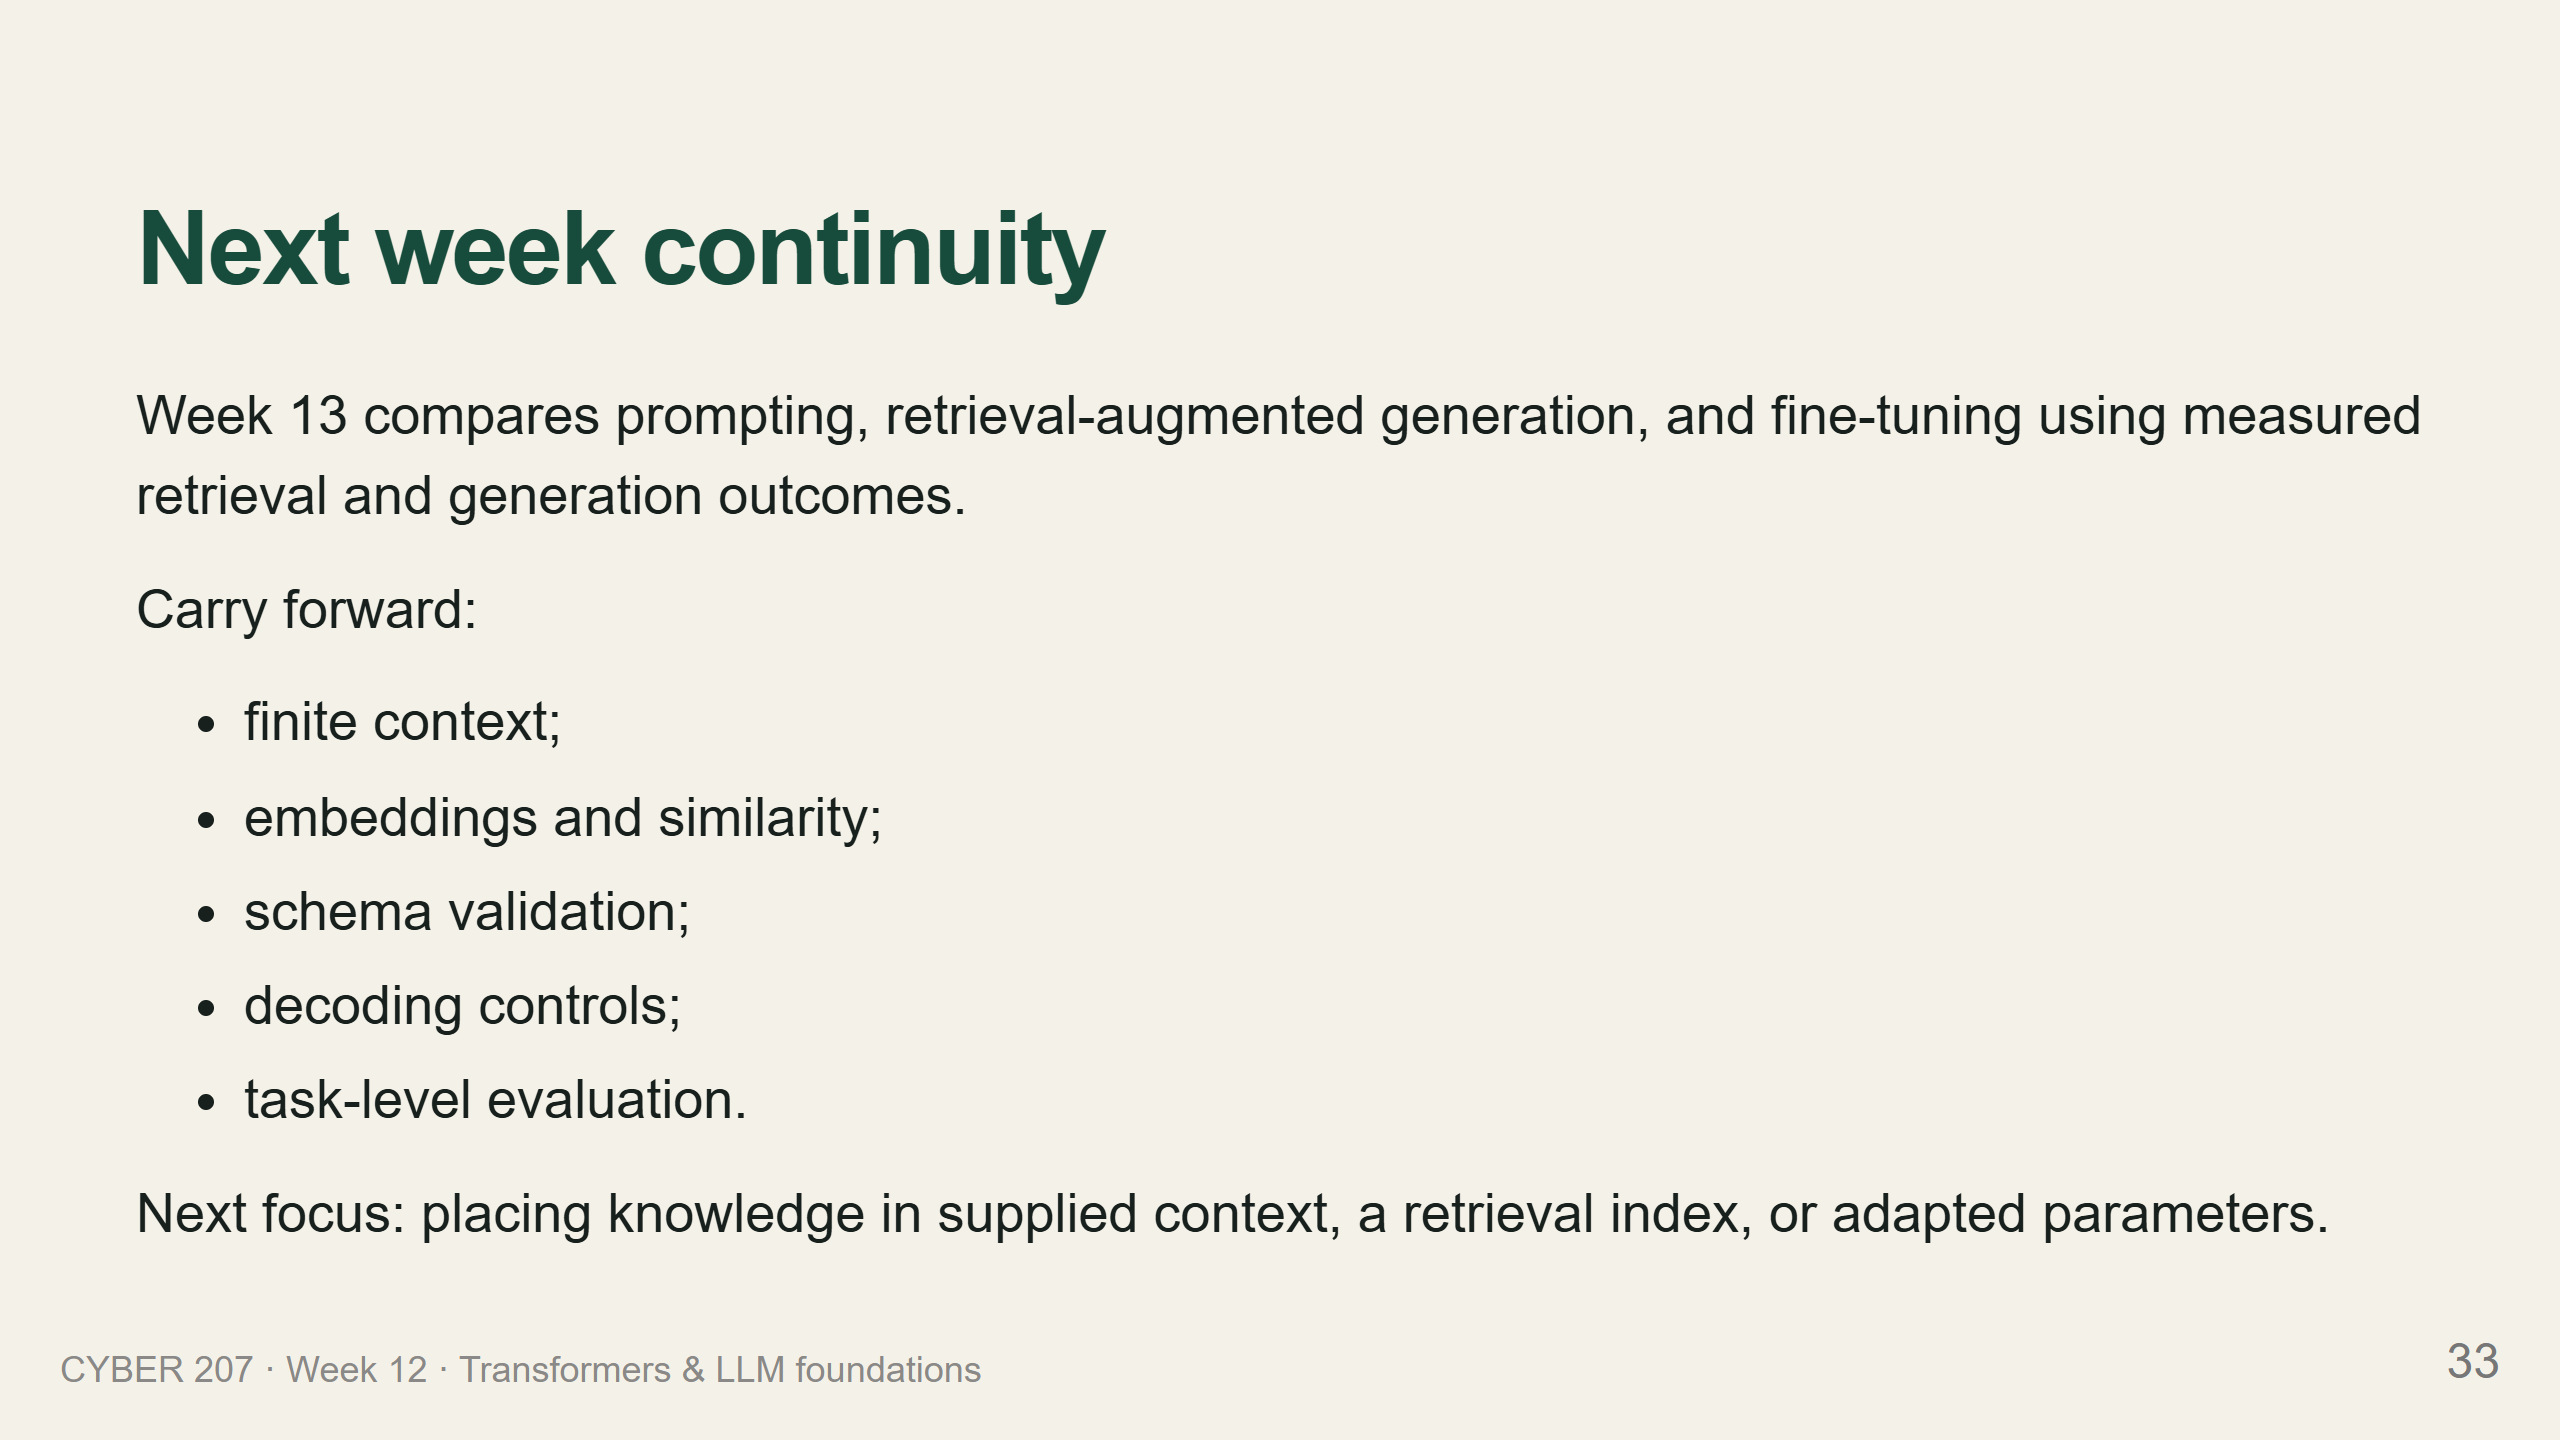 Next week continuity
Week 13 compares prompting, retrieval-augmented generation, and fine-tuning using measured
retrieval and generation outcomes.
Carry forward:
• finite context;
• embeddings and similarity;
• schema validation;
• decoding controls;
• task-level evaluation.
Next focus: placing knowledge in supplied context, a retrieval index, or adapted parameters.
CYBER 207 · Week 12 · Transformers & LLM foundations
33